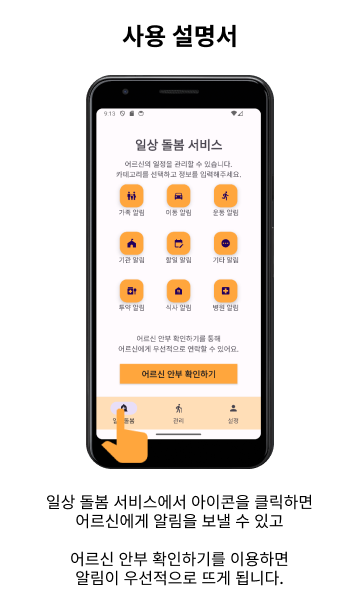 사용 설명서
9:13
일상 돌봄 서비스
어르신의 일정을 관리할 수 있습니다.
카테고리를 선택하고 정보를 입력해주세요.
가족 알림 이동 알림 운동 알림
기관 알림 할일 알림 기타 알림
투약 알림 식사 알림 병원 알림
어르신 안부 확인하기를 통해
어르신에게 우선적으로 연락할 수 있어요.
어르신 안부 확인하기
관리 설정
일상 돌봄 서비스에서 아이콘을 클릭하면
어르신에게 알림을 보낼 수 있고
어르신 안부 확인하기를 이용하면
알림이 우선적으로 뜨게 됩니다.